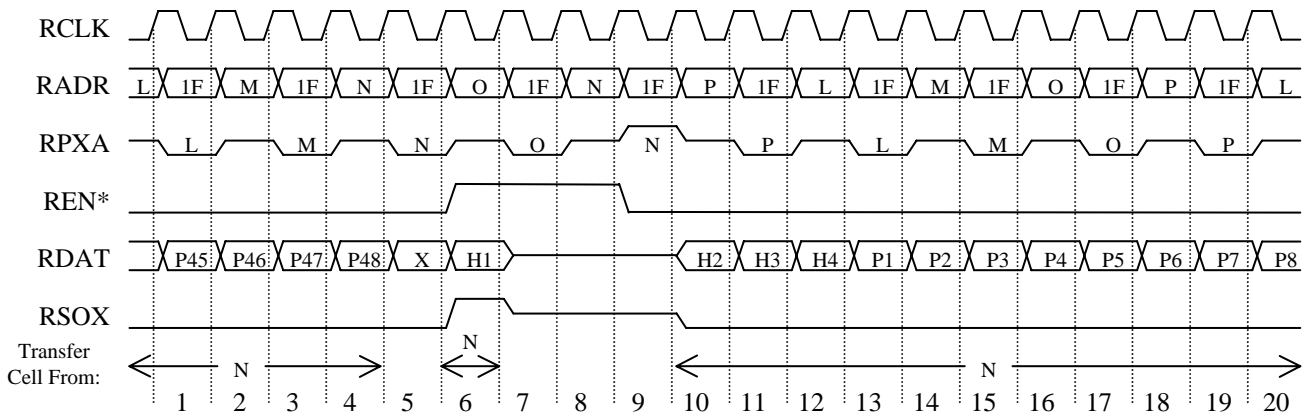 RCLK
RADR L 1F M 1F N 1F O 1F N 1F P 1F L 1F M 1F O 1F P 1F L
RPXA L M N O N P L M O P
REN*
RDAT P45 P46 P47 P48 X H1 H2 H3 H4 P1 P2 P3 P4 P5 P6 P7 P8
RSOX
Transfer
Cell From: N N N
1 2 3 4 5 6 7 8 9 10 11 12 13 14 15 16 17 18 19 20